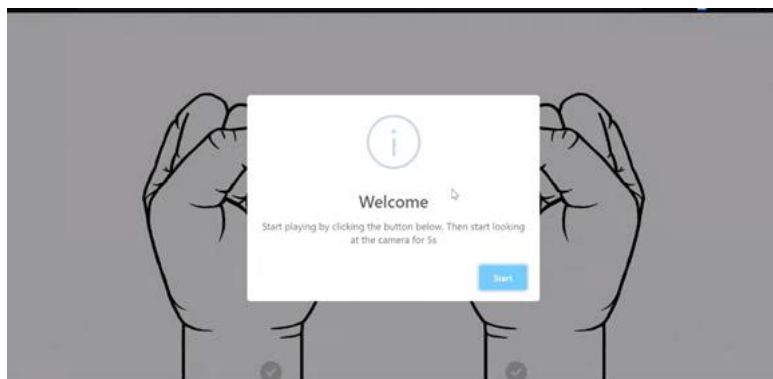 Welcome
Start playing by clicking the button below. Then start looking
at the camera for 5s
Start